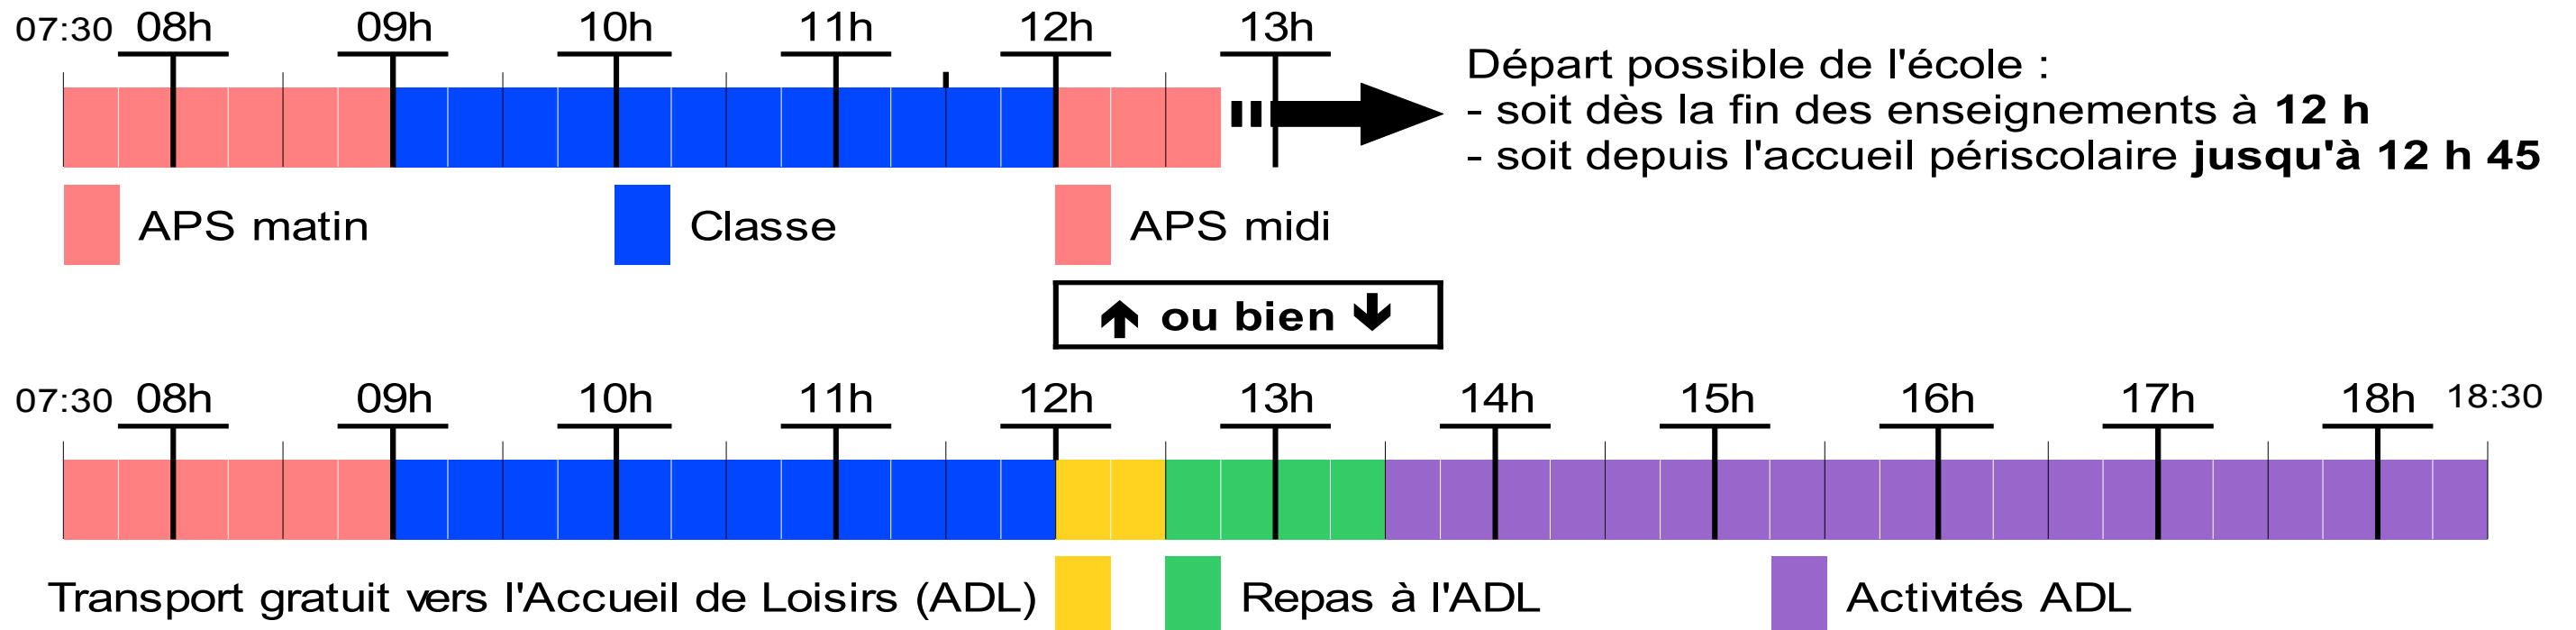 07:30 08h 09h 10h 11h 12h 13h
Départ possible de l'école :
- soit dès la fin des enseignements à 12 h
- soit depuis l'accueil périscolaire jusqu'à 12 h 45
APS matin Classe APS midi
ou bien
07:30 08h 09h 10h 11h 12h 13h 14h 15h 16h 17h 18h 18:30
Transport gratuit vers l'Accueil de Loisirs (ADL) Repas à l'ADL Activités ADL